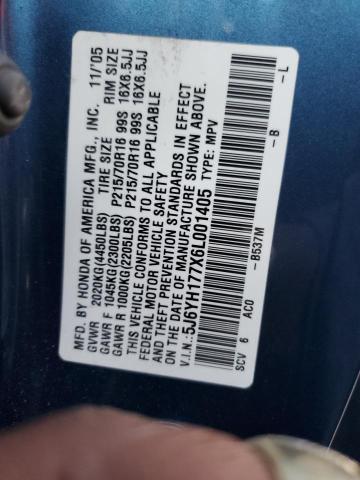 MFD. BY HONDA OF AMERICA MFG., INC. 11/'05
GVWR 2020KG(4450LBS) TIRE SIZE RIM SIZE
GAWR F 1045KG(2300LBS) P215/70R16 99S 16X6.5JJ
GAWR R 1000KG(2205LBS) P215/70R16 99S 16X6.5JJ
THIS VEHICLE CONFORMS TO ALL APPLICABLE
FEDERAL MOTOR VEHICLE SAFETY
AND THEFT PREVENTION STANDARDS IN EFFECT
ON THE DATE OF MANUFACTURE SHOWN ABOVE.
V.I.N.: 5J6YH177X6L001405 TYPE: MPV
SCV 6 AC0 -B537M -B -L